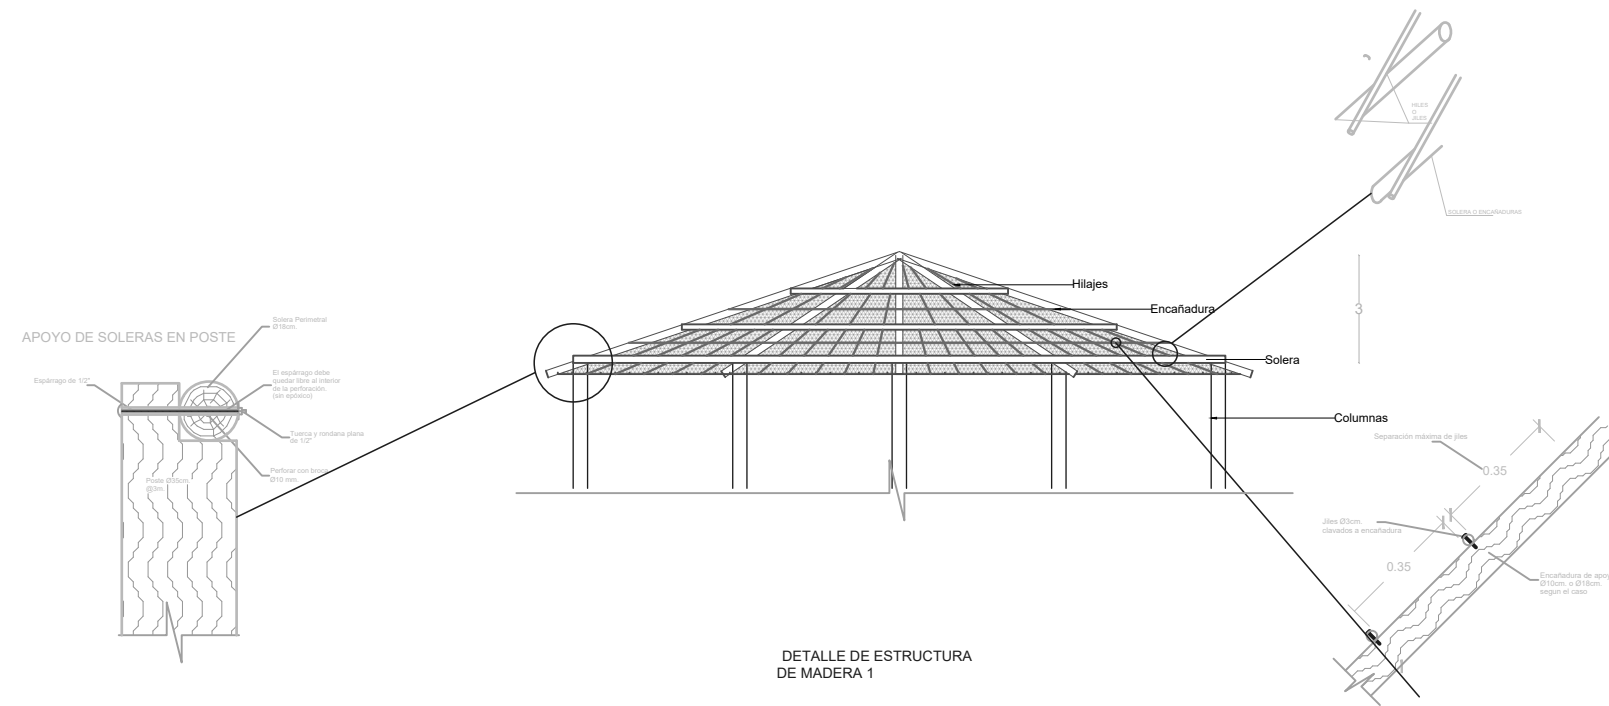 HILES
O
JILES
SOLERA O ENCAÑADURAS
Hilajes
Encañadura
3
Solera
Columnas
APOYO DE SOLERAS EN POSTE
Solera Perimetral
Ø18cm.
Espárrago de 1/2"
El espárrago debe
quedar libre al interior
de la perforación.
(sin epóxico)
Tuerca y rondana plana
de 1/2"
Perforar con broca
Ø10 mm.
Poste Ø35cm.
@3m.
Separación máxima de jiles
0.35
Jiles Ø3cm.
clavados a encañadura
0.35
Encañadura de apoy
Ø10cm. o Ø18cm.
segun el caso
DETALLE DE ESTRUCTURA
DE MADERA 1